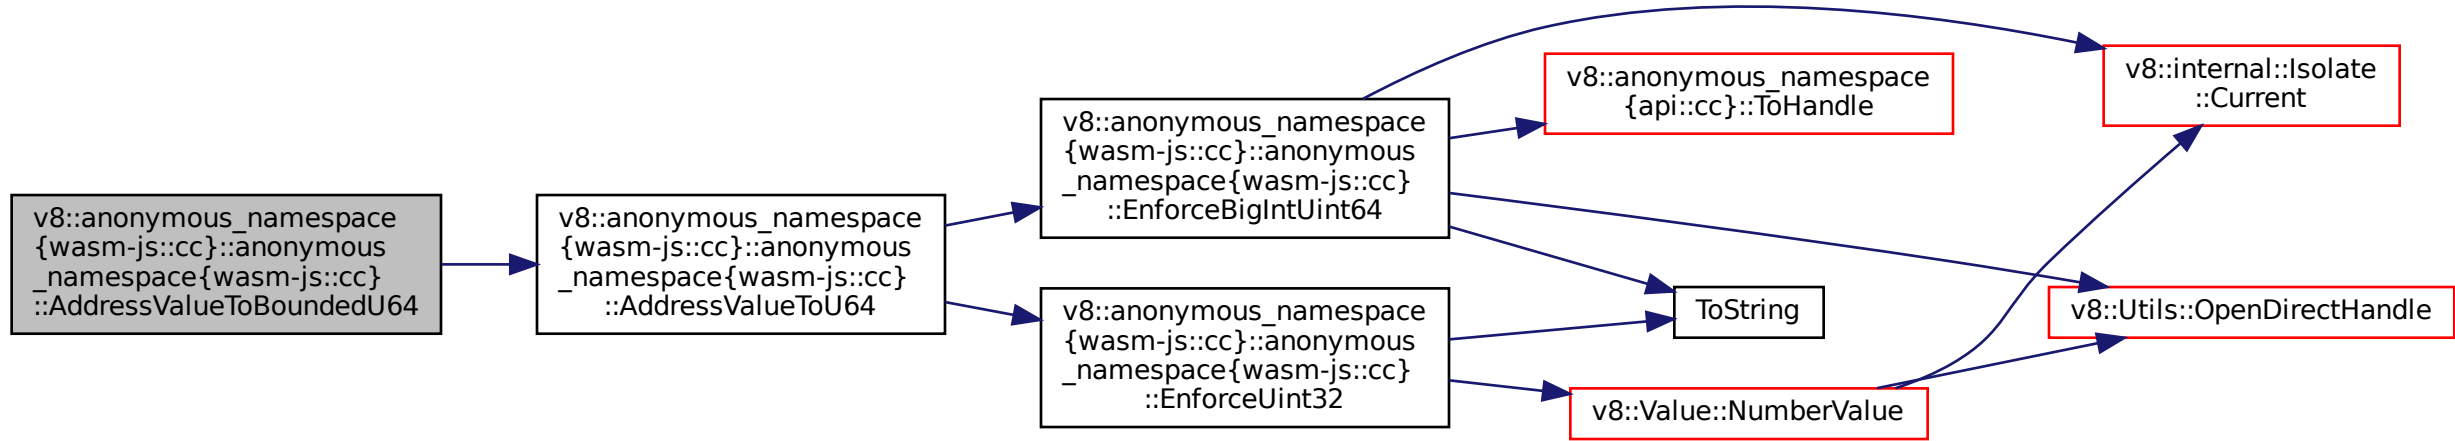 v8::anonymous_namespace
{wasm-js::cc}::anonymous
_namespace{wasm-js::cc}
::AddressValueToBoundedU64
v8::anonymous_namespace
{wasm-js::cc}::anonymous
_namespace{wasm-js::cc}
::AddressValueToU64
v8::anonymous_namespace
{wasm-js::cc}::anonymous
_namespace{wasm-js::cc}
::EnforceBigIntUint64
v8::anonymous_namespace
{wasm-js::cc}::anonymous
_namespace{wasm-js::cc}
::EnforceUint32
v8::anonymous_namespace
{api::cc}::ToHandle
ToString
v8::Value::NumberValue
v8::internal::Isolate
::Current
v8::Utils::OpenDirectHandle